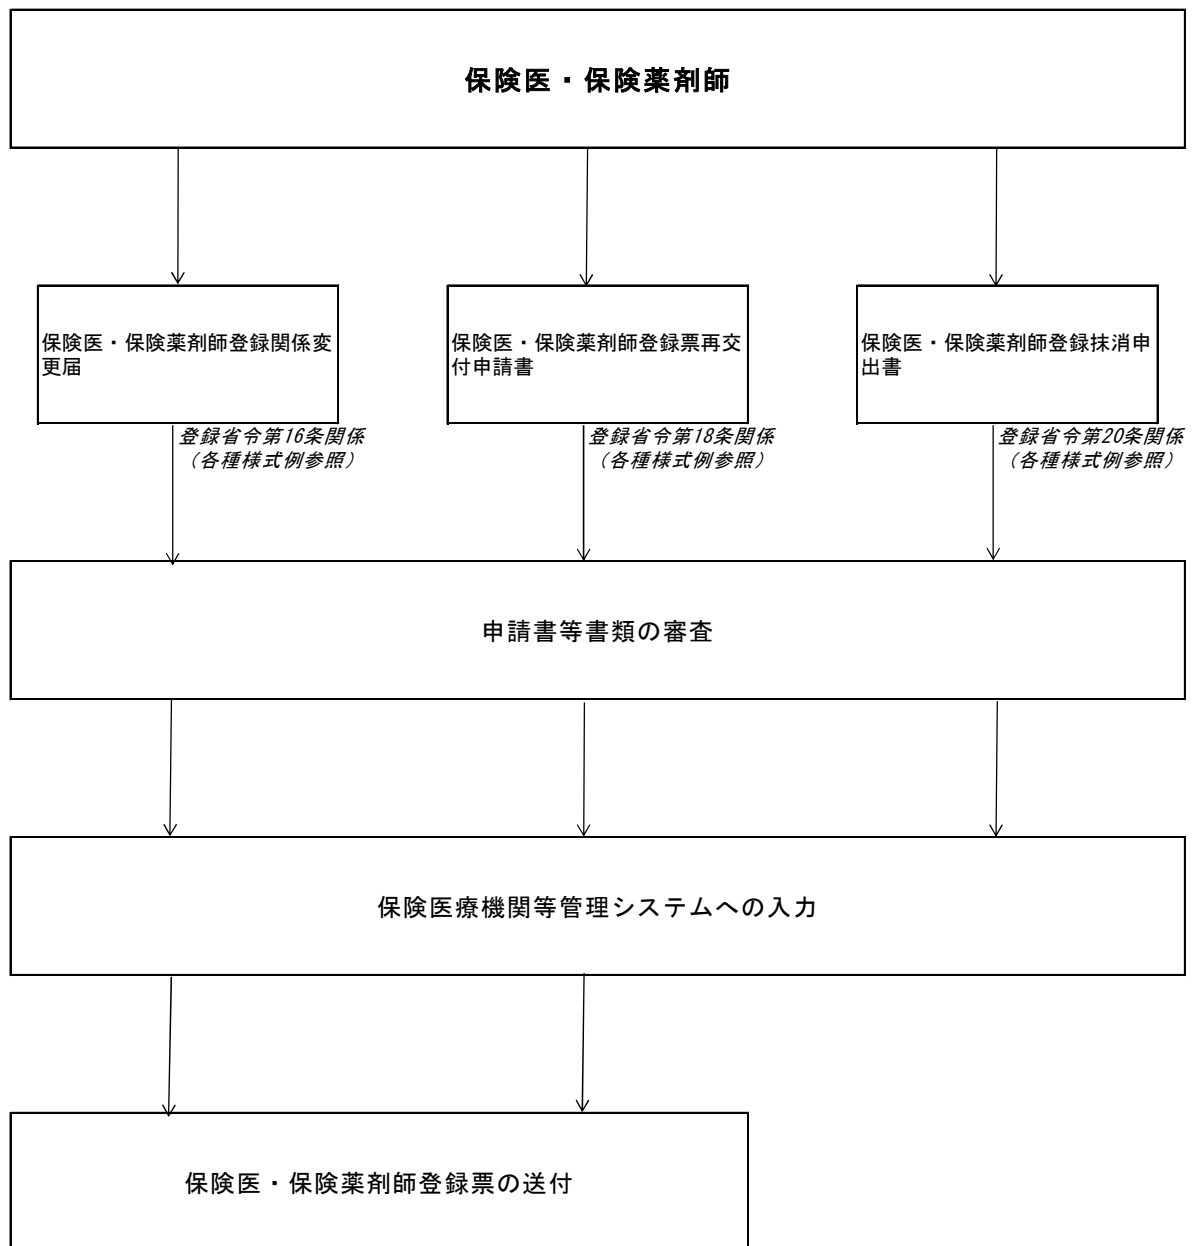 保険医・保険薬剤師
保険医・保険薬剤師登録関係変
更届
保険医・保険薬剤師登録票再交
付申請書
保険医・保険薬剤師登録抹消申
出書
登録省令第16条関係
（各種様式例参照）
登録省令第18条関係
（各種様式例参照）
登録省令第20条関係
（各種様式例参照）
申請書等書類の審査
保険医療機関等管理システムへの入力
保険医・保険薬剤師登録票の送付